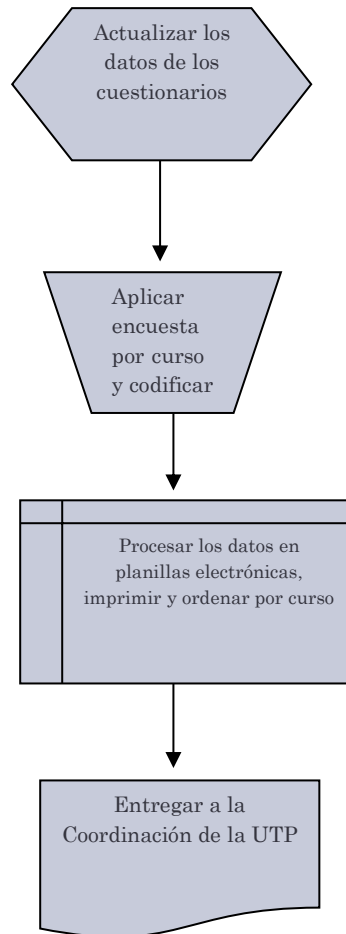 Actualizar los
datos de los
cuestionarios
Aplicar
encuesta
por curso
y codificar
Procesar los datos en
planillas electrónicas,
imprimir y ordenar por curso
Entregar a la
Coordinación de la UTP